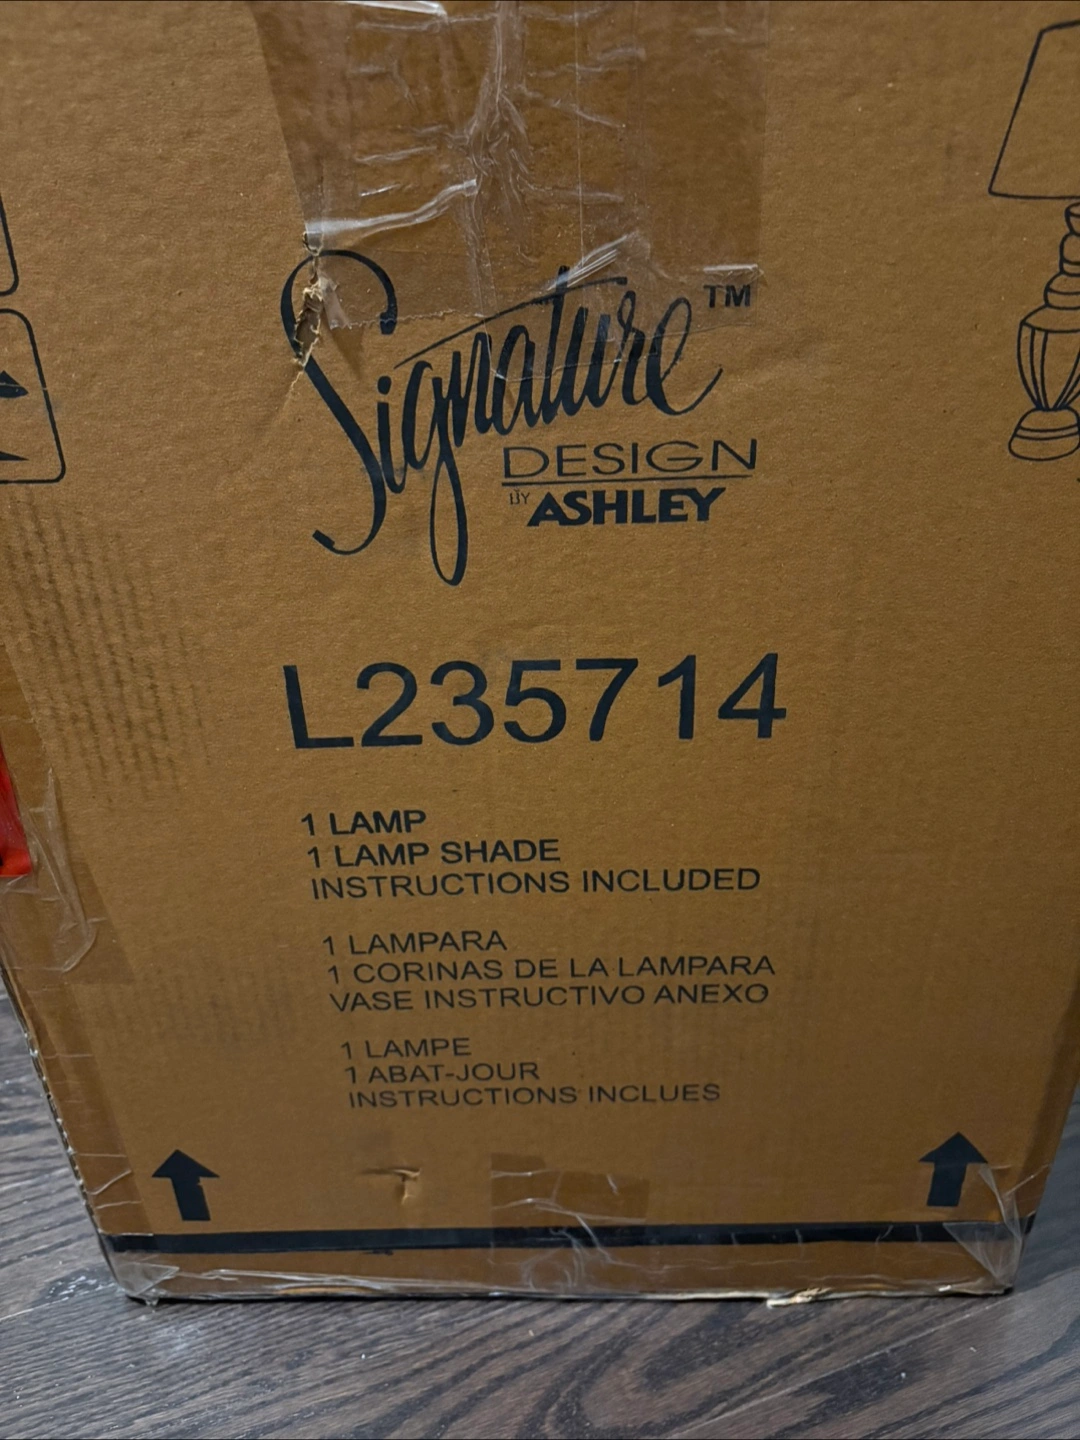 Signature™
DESIGN
BY ASHLEY
L235714
1 LAMP
1 LAMP SHADE
INSTRUCTIONS INCLUDED
1 LAMPARA
1 CORINAS DE LA LAMPARA
VASE INSTRUCTIVO ANEXO
1 LAMPE
1 ABAT-JOUR
INSTRUCTIONS INCLUES